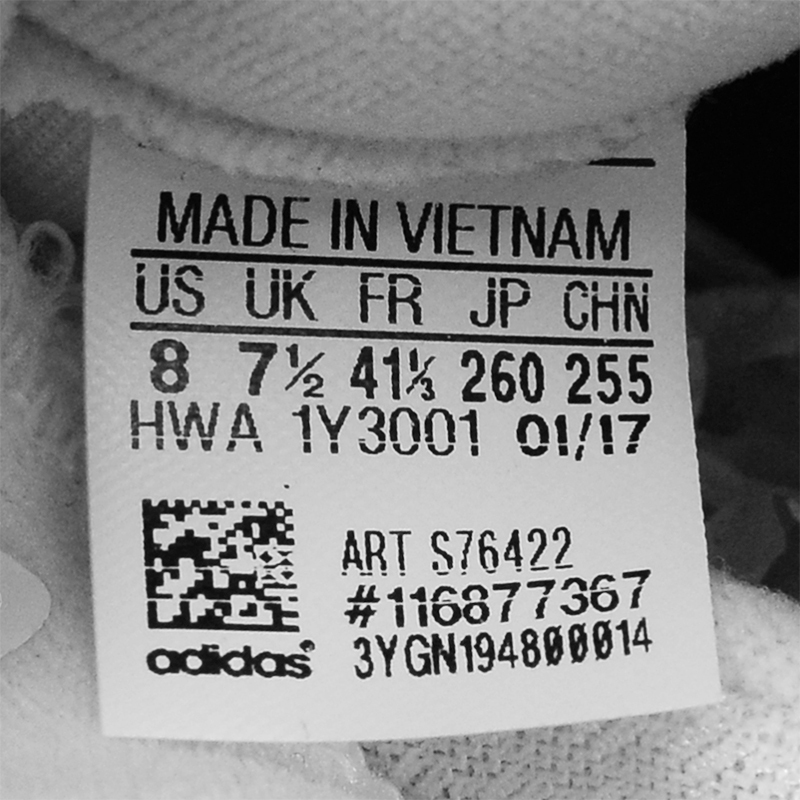 MADE IN VIETNAM
US UK FR JP CHN
8 7½ 41⅓ 260 255
HWA 1Y3001 01/17
ART S76422
#116877367
adidas® 3YGN194800014